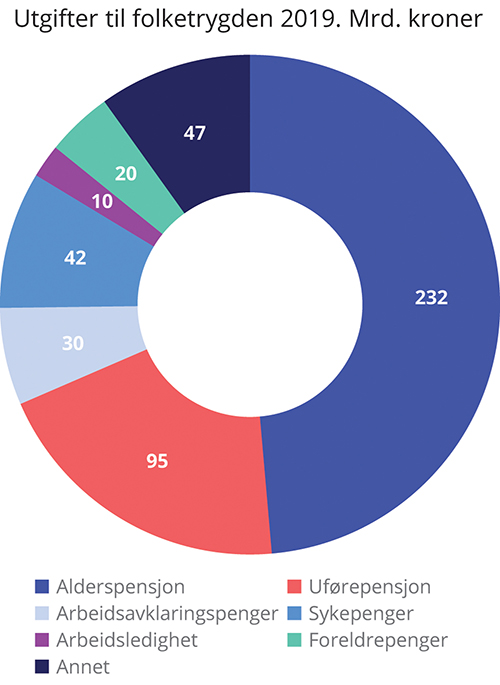 Utgifter til folketrygden 2019. Mrd. kroner
47
20
10
232
42
30
95
Alderspensjon
Uførepensjon
Arbeidsavklaringspenger
Sykepenger
Arbeidsledighet
Foreldrepenger
Annet